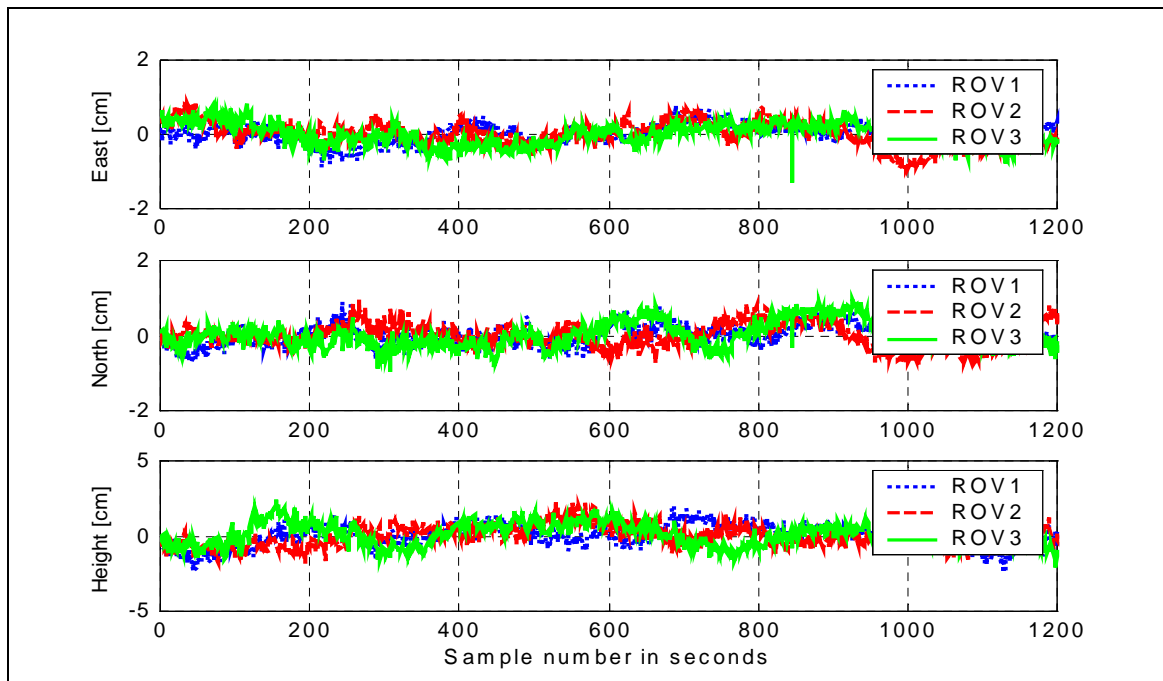 2
0
-2
East [cm]
ROV1
ROV2
ROV3
0 200 400 600 800 1000 1200
2
0
-2
North [cm]
ROV1
ROV2
ROV3
0 200 400 600 800 1000 1200
5
0
-5
Height [cm]
ROV1
ROV2
ROV3
0 200 400 600 800 1000 1200
Sample number in seconds